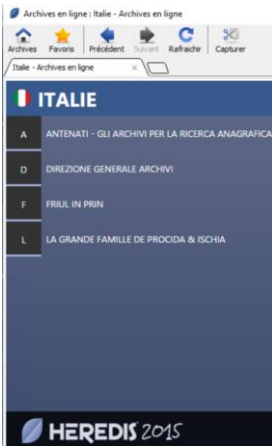 Archives en ligne : Italie - Archives en ligne
Archives Favoris Précédent Suivant Rafraichir Capturer
Italie - Archives en ligne ×
ITALIE
A ANTENATI - GLI ARCHIVI PER LA RICERCA ANAGRAFICA
D DIREZIONE GENERALE ARCHIVI
F FRIUL IN PRIN
L LA GRANDE FAMILLE DE PROCIDA & ISCHIA
HEREDIS 2015